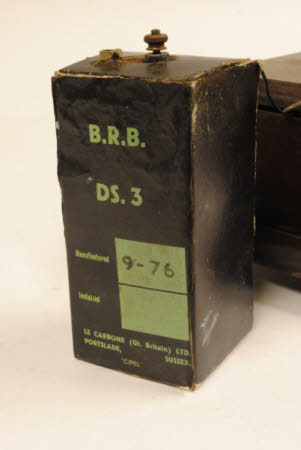 B.R.B.
DS. 3
Manufactured 9-76
Installed
LE CARBONE (Gt. Britain) LTD.
PORTSLADE, SUSSEX.
"CIPEL"